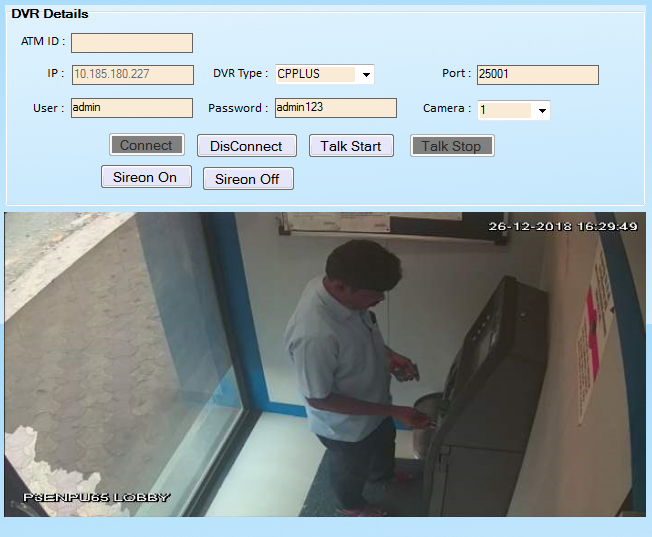 DVR Details
ATM ID :
IP : 10.185.180.227 DVR Type : CPPLUS Port : 25001
User : admin Password : admin123 Camera : 1
Connect DisConnect Talk Start Talk Stop
Sireon On Sireon Off
26-12-2018 16:29:49
P3ENPU65 LOBBY